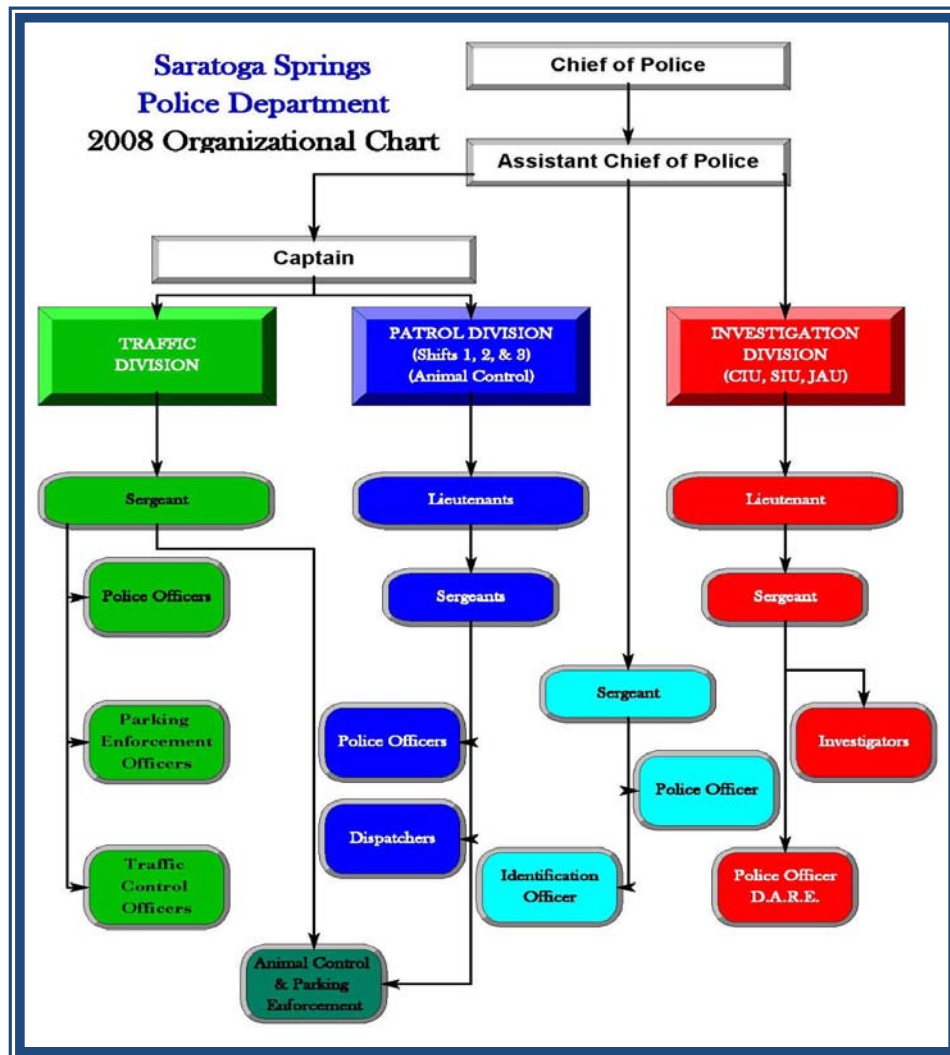 Saratoga Springs
Police Department
2008 Organizational Chart
Chief of Police
Assistant Chief of Police
Captain
TRAFFIC
DIVISION
PATROL DIVISION
(Shifts 1, 2, & 3)
(Animal Control)
INVESTIGATION
DIVISION
(CIU, SIU, JAU)
Sergeant
Lieutenants
Lieutenant
Police Officers
Sergeants
Sergeant
Sergeant
Parking
Enforcement
Officers
Police Officers
Investigators
Police Officer
Dispatchers
Traffic
Control
Officers
Identification
Officer
Police Officer
D.A.R.E.
Animal Control
& Parking
Enforcement